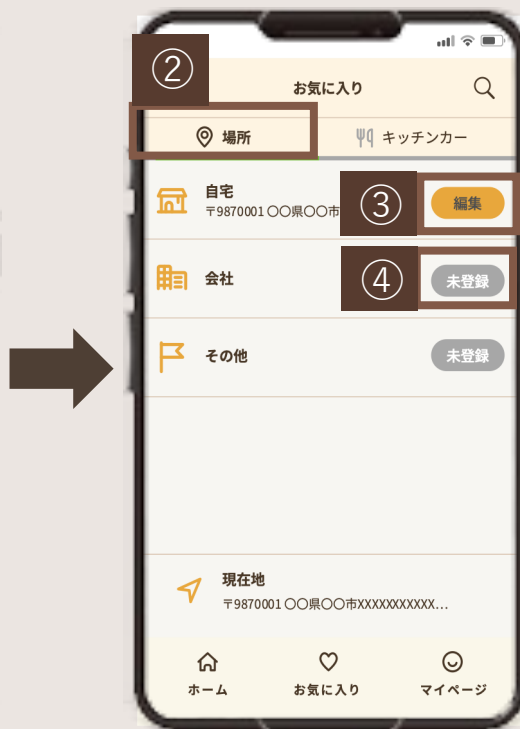 ②
お気に入り
場所
キッチンカー
自宅
〒9870001 〇〇県〇〇市
③
編集
会社
④
未登録
その他
未登録
現在地
〒9870001 〇〇県〇〇市XXXXXXXXXXX...
ホーム
お気に入り
マイページ